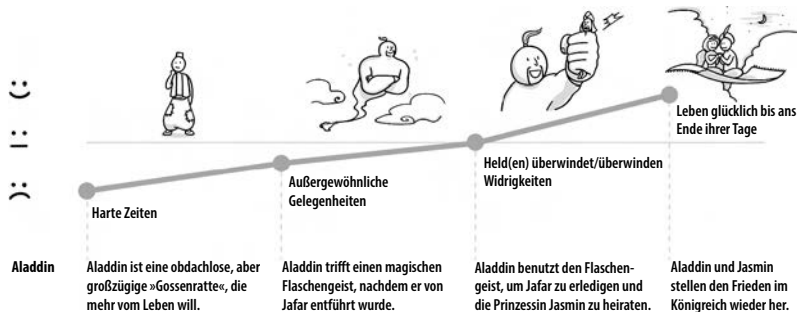 Harte Zeiten
Außergewöhnliche
Gelegenheiten
Held(en) überwindet/überwinden
Widrigkeiten
Leben glücklich bis ans
Ende ihrer Tage
Aladdin
Aladdin ist eine obdachlose, aber
großzügige »Gossenratte«, die
mehr vom Leben will.
Aladdin trifft einen magischen
Flaschengeist, nachdem er von
Jafar entführt wurde.
Aladdin benutzt den Flaschen-
geist, um Jafar zu erledigen und
die Prinzessin Jasmin zu heiraten.
Aladdin und Jasmin
stellen den Frieden im
Königreich wieder her.